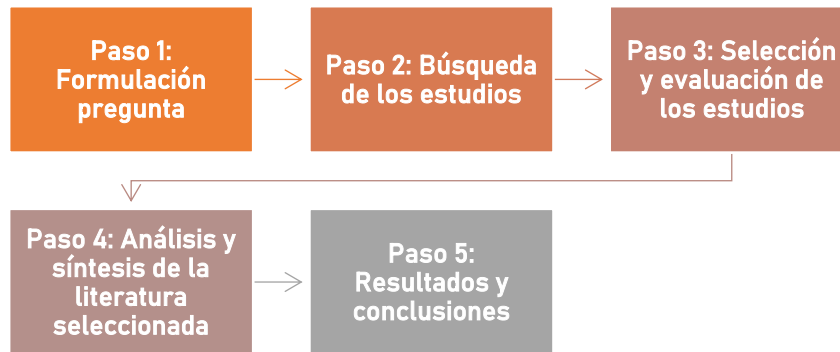 Paso 1:
Formulación
pregunta
Paso 2: Búsqueda
de los estudios
Paso 3: Selección
y evaluación de
los estudios
Paso 4: Análisis y
síntesis de la
literatura
seleccionada
Paso 5:
Resultados y
conclusiones